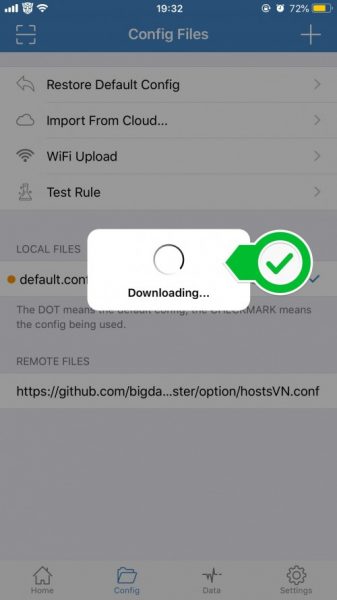 19:32
72%
Config Files
Restore Default Config
Import From Cloud...
WiFi Upload
Test Rule
LOCAL FILES
default.conf
Downloading...
The DOT means the default config, the CHECKMARK means
the config being used.
REMOTE FILES
https://github.com/bigda...ster/option/hostsVN.conf
Home
Config
Data
Settings